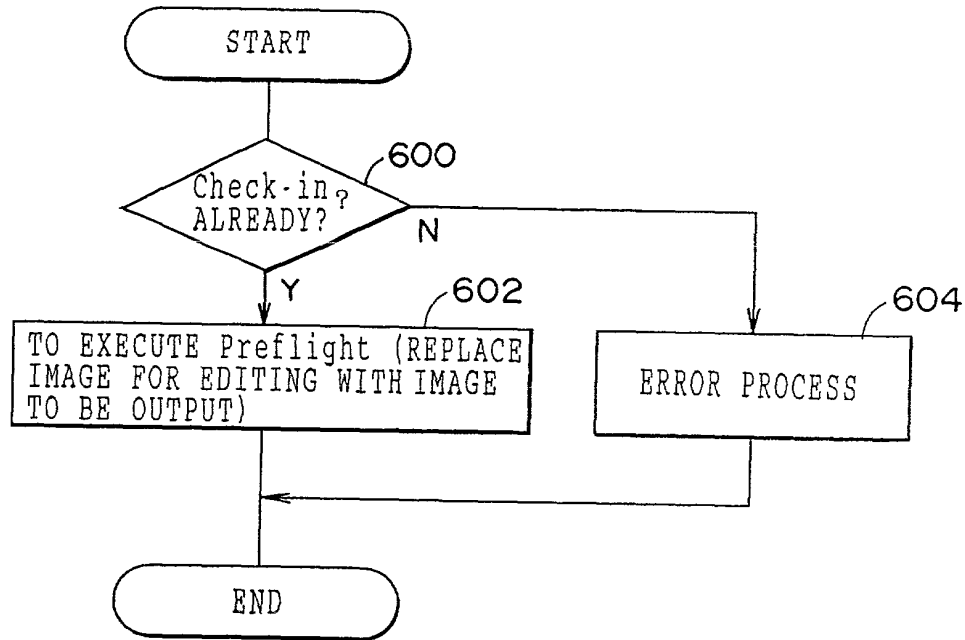 START
600
Check-in ?
ALREADY?
N
Y
602
604
TO EXECUTE Preflight (REPLACE
IMAGE FOR EDITING WITH IMAGE
TO BE OUTPUT)
ERROR PROCESS
END